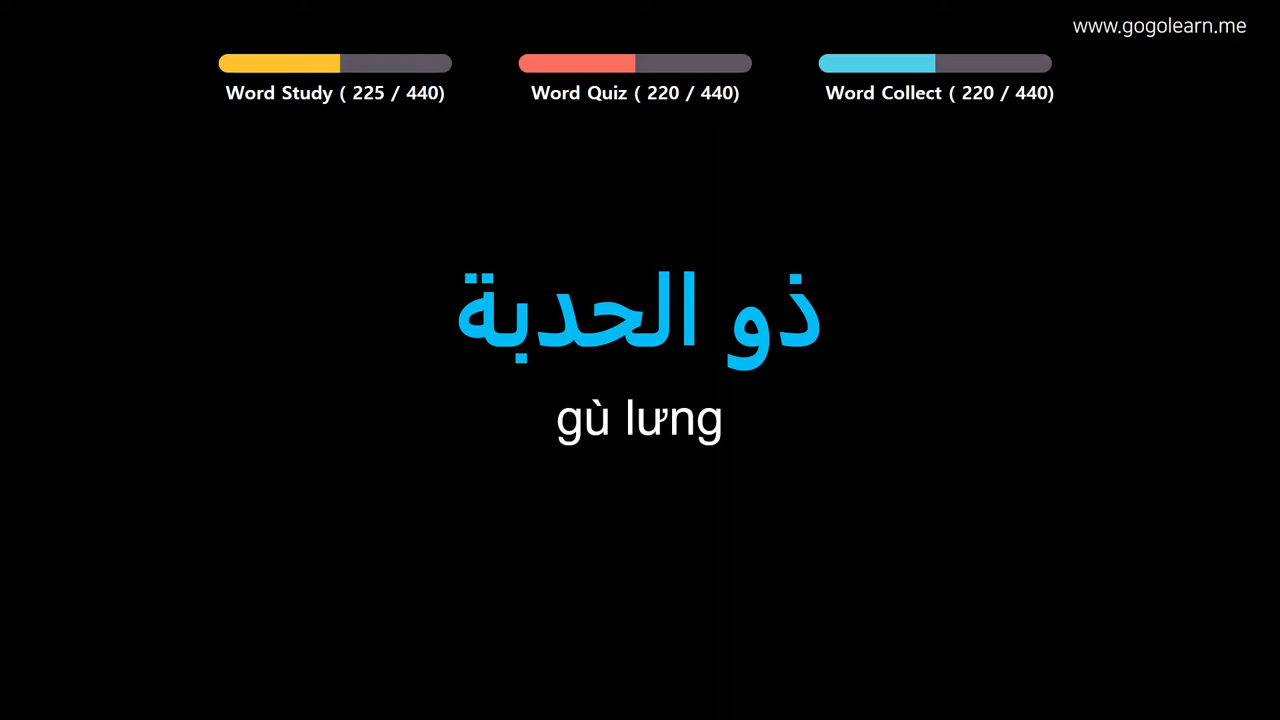 www.gogolearn.me
Word Study ( 225 / 440)
Word Quiz ( 220 / 440)
Word Collect ( 220 / 440)
ذو الحدبة
gù lưng